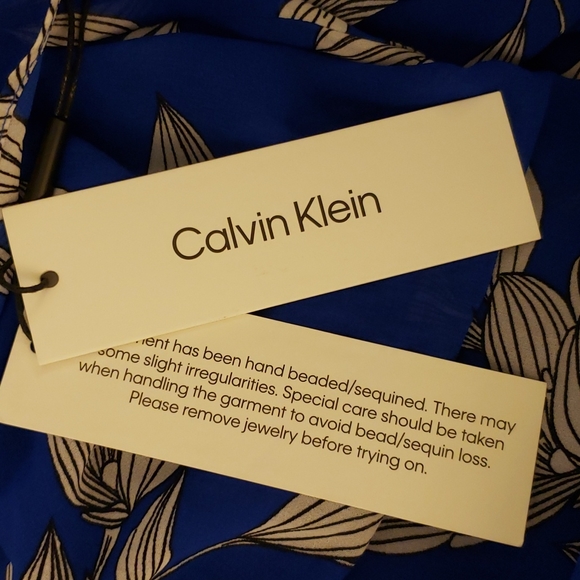 Calvin Klein
has been hand beaded/sequined. There may
some slight irregularities. Special care should be taken
when handling the garment to avoid bead/sequin loss.
Please remove jewelry before trying on.